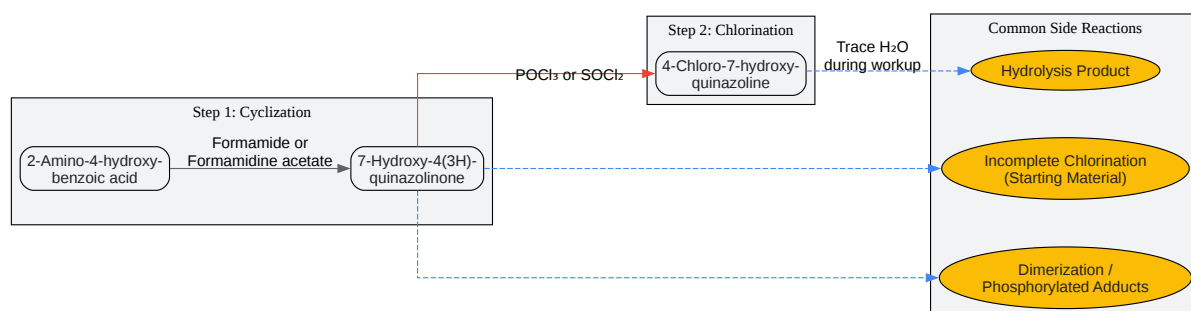 Step 1: Cyclization
2-Amino-4-hydroxy-
benzoic acid
Formamide or
Formamidine acetate
7-Hydroxy-4(3H)-
quinazolinone
POCl₃ or SOCl₂
Step 2: Chlorination
4-Chloro-7-hydroxy-
quinazoline
Trace H₂O
during workup
Common Side Reactions
Hydrolysis Product
Incomplete Chlorination
(Starting Material)
Dimerization /
Phosphorylated Adducts